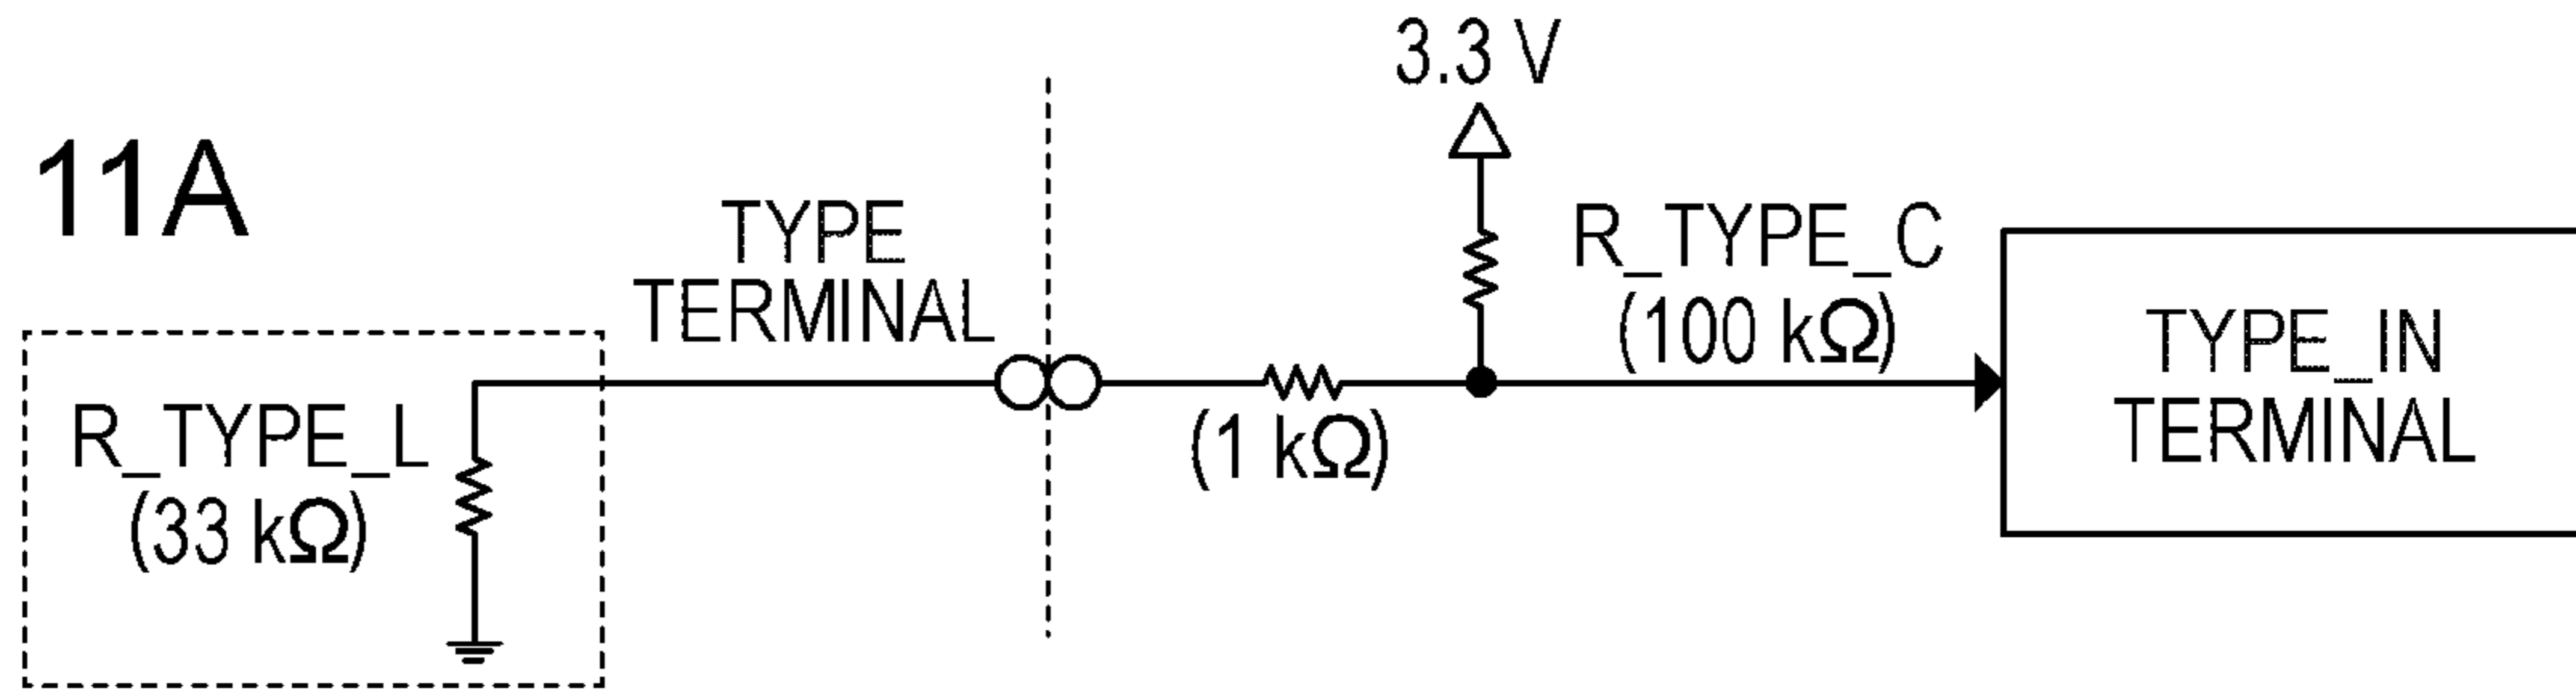 3.3 V
11A
TYPE
TERMINAL
R_TYPE_C
(100 kΩ)
TYPE_IN
TERMINAL
R_TYPE_L
(33 kΩ)
(1 kΩ)